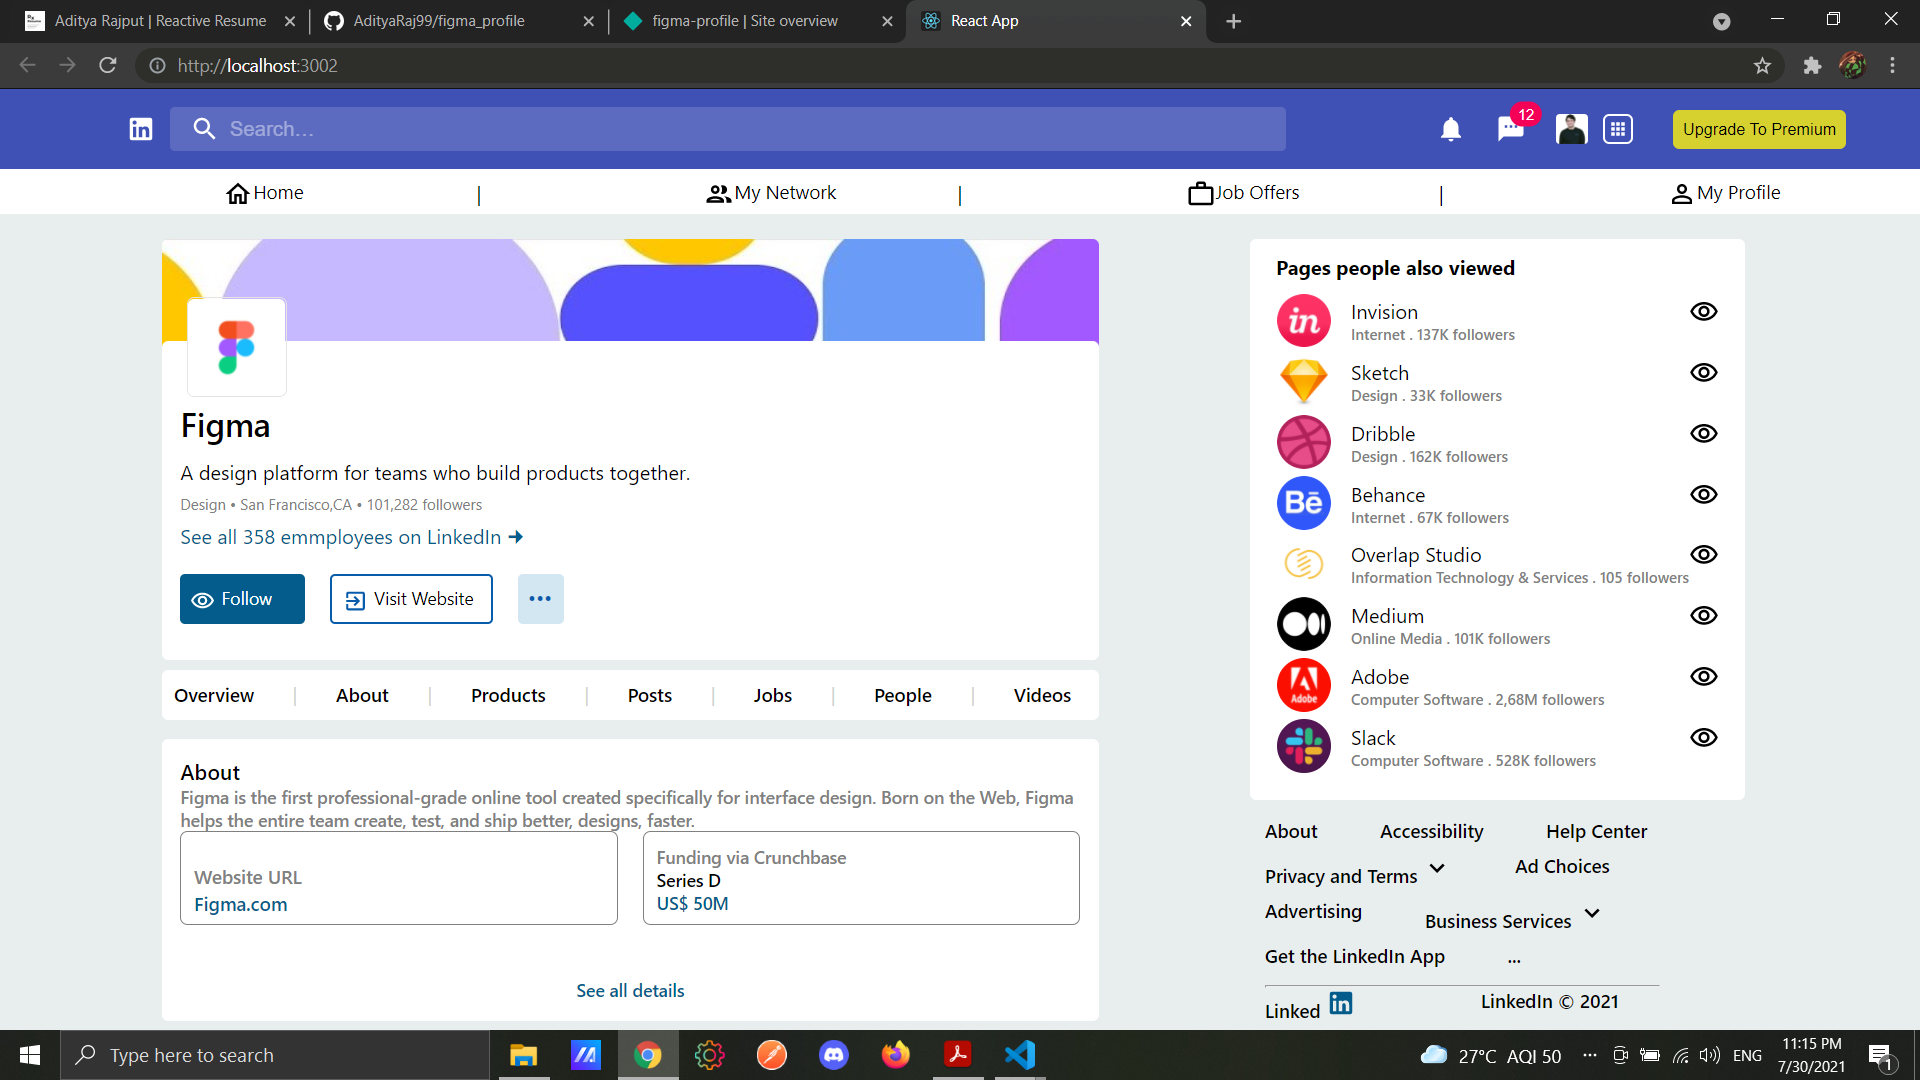 Aditya Rajput | Reactive Resume
AdityaRaj99/figma_profile
figma-profile | Site overview
React App
http://localhost:3002
Search...
12
Upgrade To Premium
Home | My Network | Job Offers | My Profile
Figma
A design platform for teams who build products together.
Design • San Francisco,CA • 101,282 followers
See all 358 emmployees on LinkedIn
Follow
Visit Website
Overview | About | Products | Posts | Jobs | People | Videos
About
Figma is the first professional-grade online tool created specifically for interface design. Born on the Web, Figma
helps the entire team create, test, and ship better, designs, faster.
Website URL
Figma.com
Funding via Crunchbase
Series D
US$ 50M
See all details
Pages people also viewed
in
Invision
Internet . 137K followers
Sketch
Design . 33K followers
Dribble
Design . 162K followers
Bē
Behance
Internet . 67K followers
Overlap Studio
Information Technology & Services . 105 followers
Medium
Online Media . 101K followers
Adobe
Adobe
Computer Software . 2,68M followers
Slack
Computer Software . 528K followers
About Accessibility Help Center
Privacy and Terms Ad Choices
Advertising Business Services
Get the LinkedIn App ...
Linked in LinkedIn © 2021
Type here to search
27°C AQI 50
ENG
11:15 PM
7/30/2021
1